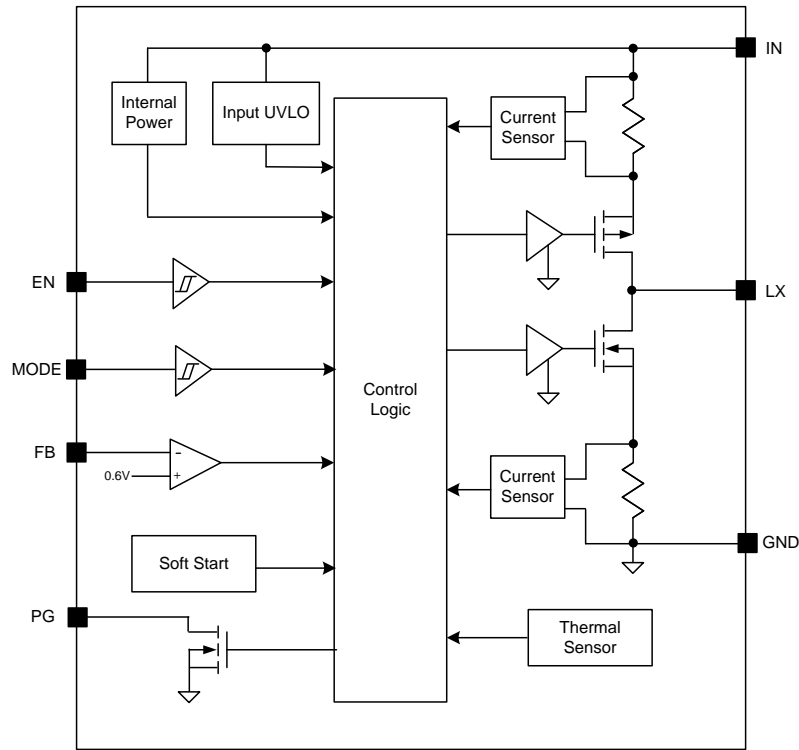 IN
Internal
Power
Input UVLO
Current
Sensor
EN
LX
MODE
Control
Logic
FB
-
0.6V
+
Current
Sensor
GND
Soft Start
PG
Thermal
Sensor